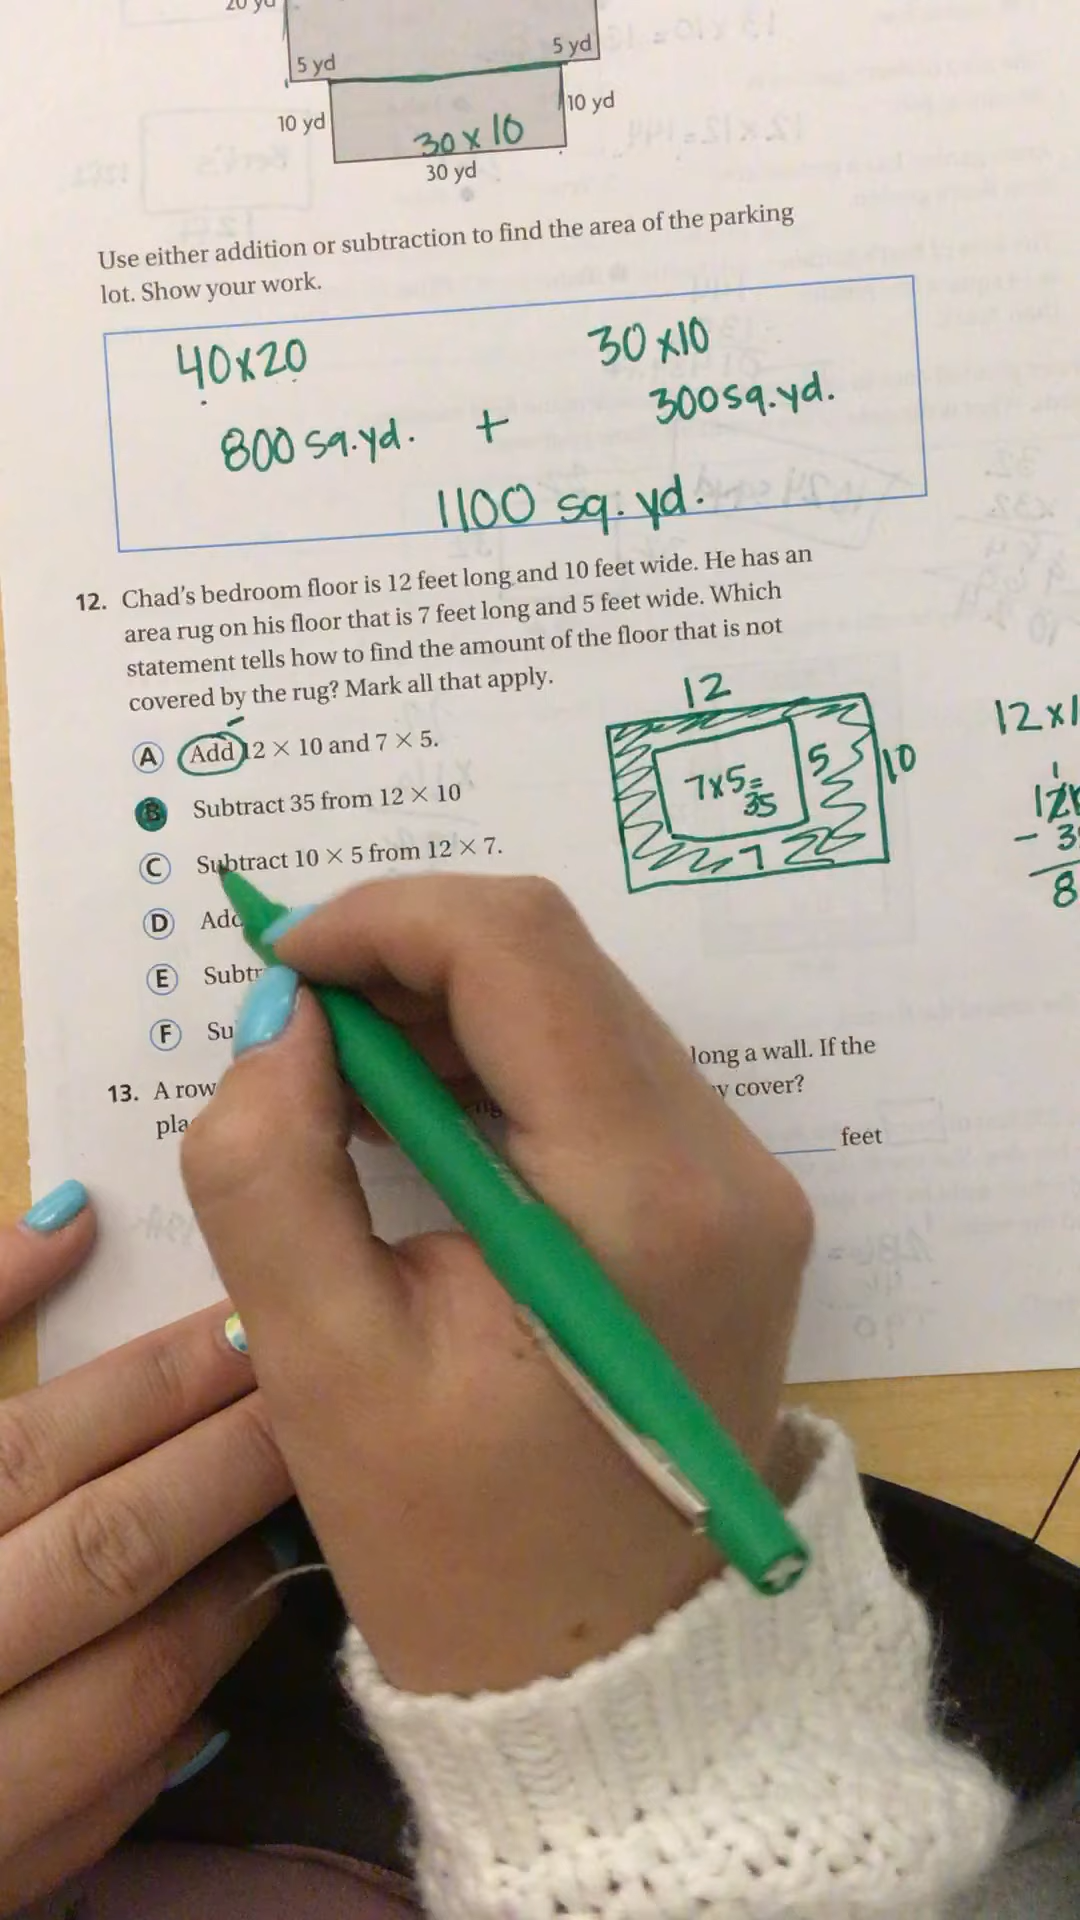 5 yd
5 yd
10 yd
10 yd
30 x 10
30 yd
Use either addition or subtraction to find the area of the parking
lot. Show your work.
40x20
30 x10
800 sq.yd. + 300 sq.yd.
1100 sq. yd.
12. Chad's bedroom floor is 12 feet long and 10 feet wide. He has an
area rug on his floor that is 7 feet long and 5 feet wide. Which
statement tells how to find the amount of the floor that is not
covered by the rug? Mark all that apply.
A Add 12 × 10 and 7 × 5.
B Subtract 35 from 12 × 10
C Subtract 10 × 5 from 12 × 7.
D
E
F
12
10
7x5=
35
5
7
12x1
- 3
8
13. A row
long a wall. If the
cover?
feet